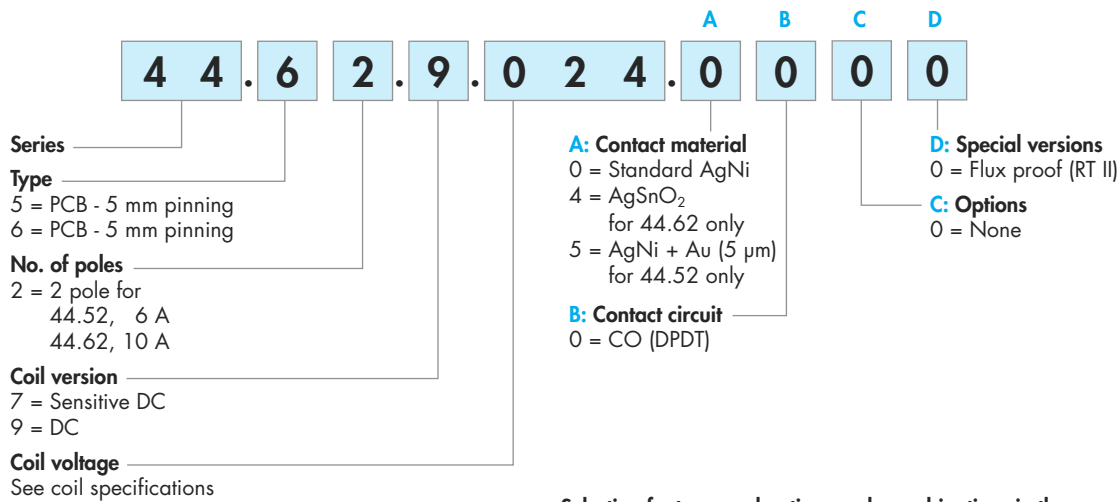 A B C D
4 4 . 6 2 . 9 . 0 2 4 . 0 0 0 0
Series
Type
5 = PCB - 5 mm pinning
6 = PCB - 5 mm pinning
No. of poles
2 = 2 pole for
44.52, 6 A
44.62, 10 A
Coil version
7 = Sensitive DC
9 = DC
Coil voltage
See coil specifications
A: Contact material
0 = Standard AgNi
4 = AgSnO₂
for 44.62 only
5 = AgNi + Au (5 µm)
for 44.52 only
B: Contact circuit
0 = CO (DPDT)
D: Special versions
0 = Flux proof (RT II)
C: Options
0 = None